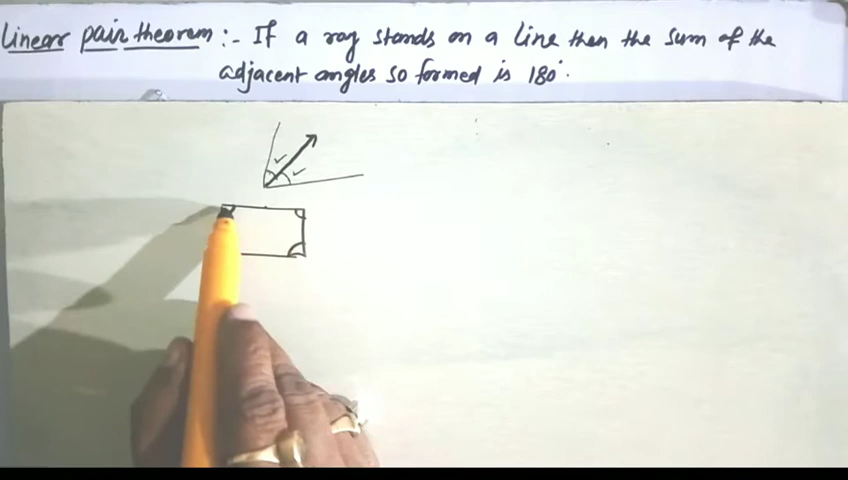 Linear pair theorem :- If a ray stands on a line then the sum of the
adjacent angles so formed is 180°.